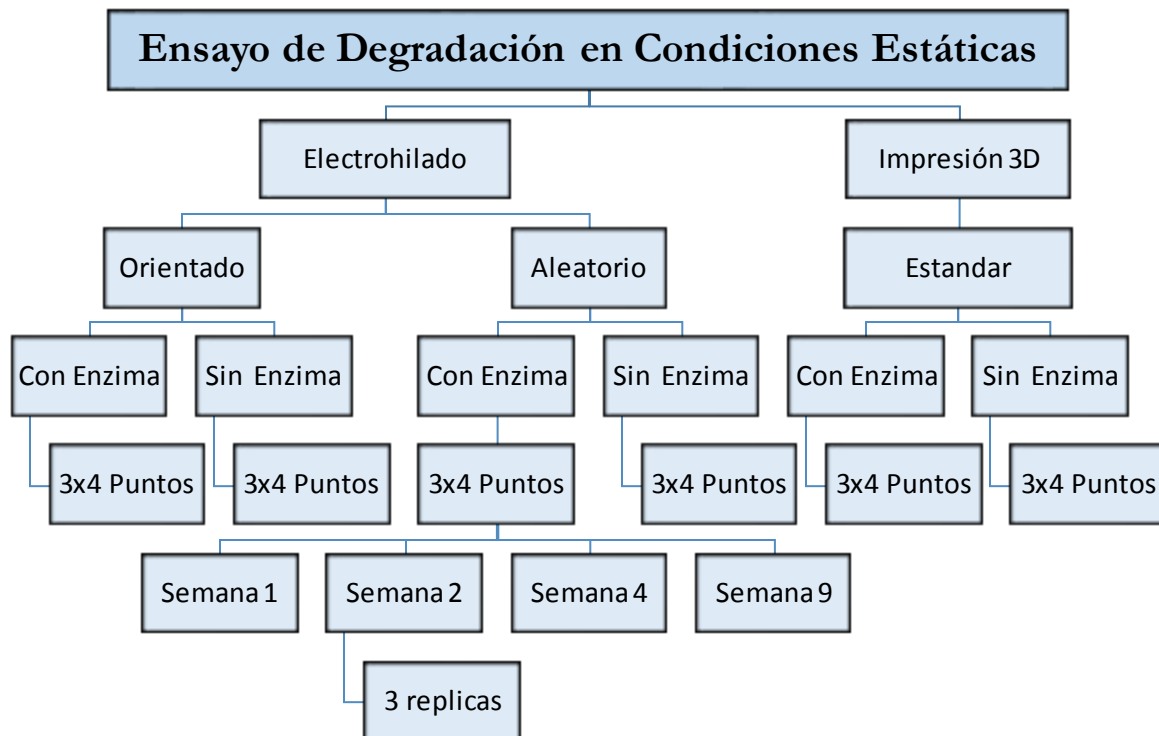 Ensayo de Degradación en Condiciones Estáticas
Electrohilado
Impresión 3D
Orientado
Aleatorio
Estandar
Con Enzima
Sin Enzima
Con Enzima
Sin Enzima
Con Enzima
Sin Enzima
3x4 Puntos
3x4 Puntos
3x4 Puntos
3x4 Puntos
3x4 Puntos
3x4 Puntos
Semana 1
Semana 2
Semana 4
Semana 9
3 replicas